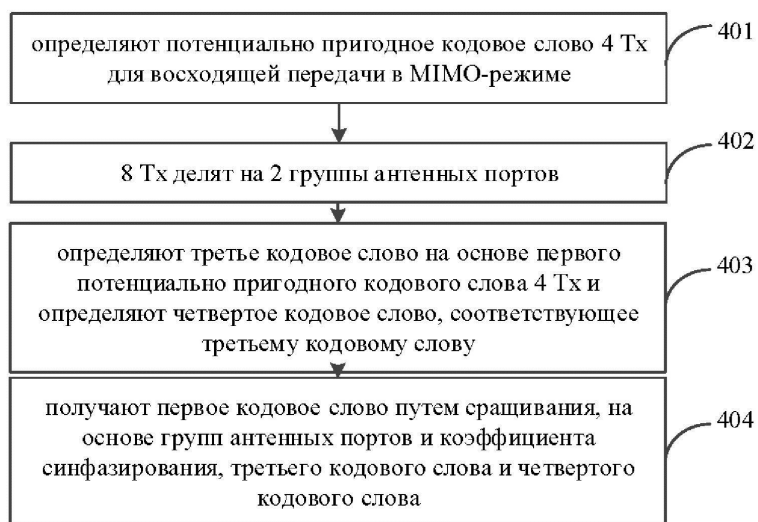 определяют потенциально пригодное кодовое слово 4 Tx
для восходящей передачи в MIMO-режиме
401
8 Tx делят на 2 группы антенных портов
402
определяют третье кодовое слово на основе первого
потенциально пригодного кодового слова 4 Tx и
определяют четвертое кодовое слово, соответствующее
третьему кодовому слову
403
получают первое кодовое слово путем сращивания, на
основе групп антенных портов и коэффициента
синфазирования, третьего кодового слова и четвертого
кодового слова
404